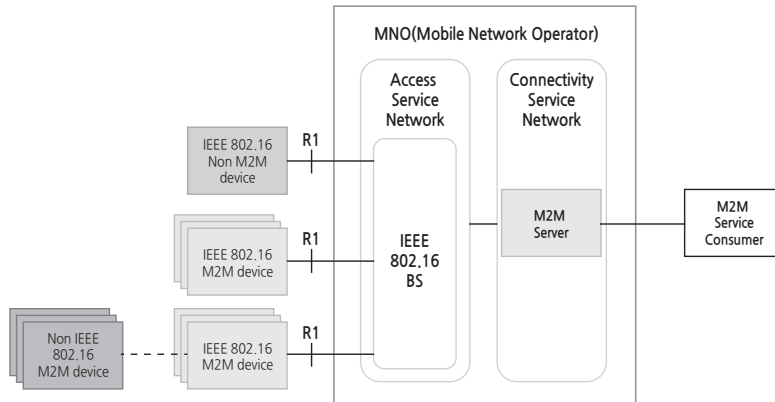 MNO(Mobile Network Operator)
Access
Service
Network
Connectivity
Service
Network
IEEE 802.16
Non M2M
device
R1
IEEE 802.16
M2M device
R1
IEEE
802.16
BS
M2M
Server
M2M
Service
Consumer
Non IEEE
802.16
M2M device
IEEE 802.16
M2M device
R1